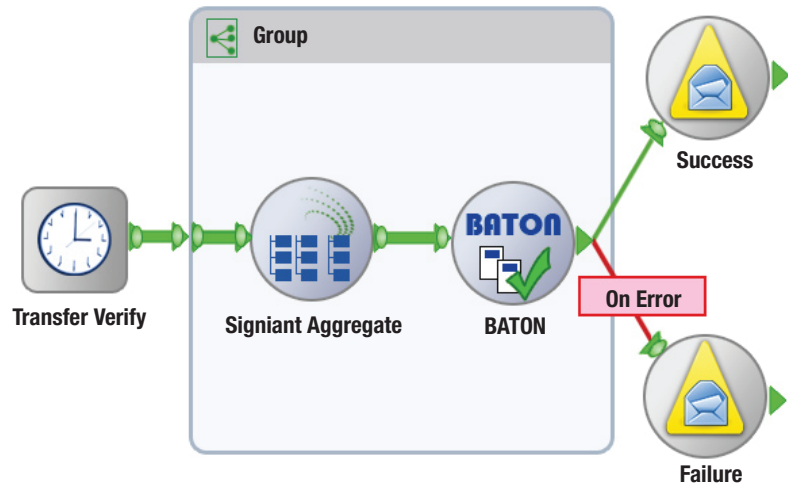 Group
Success
BATON
Transfer Verify
Signiant Aggregate
BATON
On Error
Failure